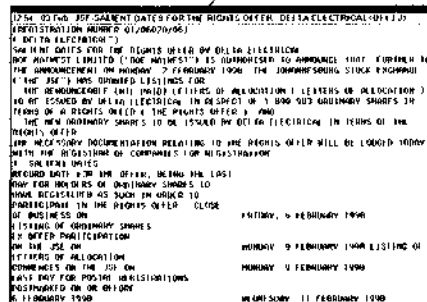 1254 02 Feb JSF-SALIENT DATES FOR THE RIGHTS OFFER DELTA ELECTRICAL
(REGISTRATION NUMBER 01/06020/06)
( DELTA ELECTRICAL")
SALIENT DATES FOR THE RIGHTS OFFER BY DELTA ELECTRICAL
LIMITED IS AUTHORISED TO ANNOUNCE THAT FURTHER TO
THE ANNOUNCEMENT ON MONDAY 2 FEBRUARY 1998 THE JOHANNESBURG STOCK EXCHANGE
( THE JSE") HAS GRANTED LISTINGS FOR
THE RENOUNCEABLE (NIL PAID) LETTERS OF ALLOCATION ( LETTERS OF ALLOCATION )
TO BE ISSUED BY DELTA ELECTRICAL IN RESPECT OF ORDINARY SHARES IN
TERMS OF A RIGHTS OFFER ( THE RIGHTS OFFER ) AND
THE NEW ORDINARY SHARES TO BE ISSUED BY DELTA ELECTRICAL IN TERMS OF THE
RIGHTS OFFER
THE NECESSARY DOCUMENTATION RELATING TO THE RIGHTS OFFER WILL BE LODGED TODAY
WITH THE REGISTRAR OF COMPANIES FOR REGISTRATION
SALIENT DATES
RECORD DATE FOR THE OFFER, BEING THE LAST
DAY FOR HOLDERS OF ORDINARY SHARES TO
HAVE REGISTERED AS SUCH IN ORDER TO
PARTICIPATE IN THE RIGHTS OFFER CLOSE
OF BUSINESS ON FRIDAY, 6 FEBRUARY 1998
LISTING OF ORDINARY SHARES
EX OFFER PARTICIPATION
ON THE JSE ON MONDAY 9 FEBRUARY 1998 LISTING OF
LETTERS OF ALLOCATION
COMMENCES ON THE JSE ON MONDAY 9 FEBRUARY 1998
LAST DAY FOR POSTAL REGISTRATIONS
POSTMARKED ON OR BEFORE
6 FEBRUARY 1998 WEDNESDAY 11 FEBRUARY 1998